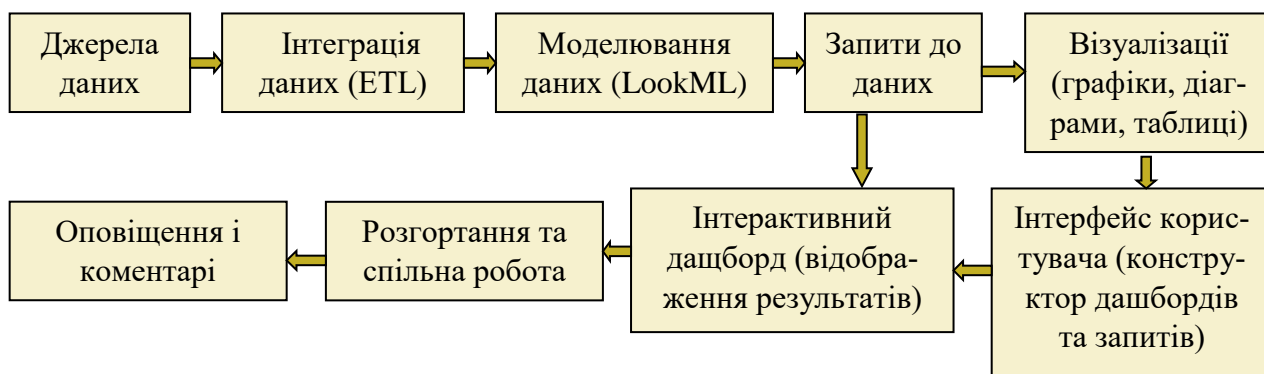 Джерела
даних
Інтеграція
даних (ETL)
Моделювання
даних (LookML)
Запити до
даних
Візуалізації
(графіки, діаг-
рами, таблиці)
Оповіщення і
коментарі
Розгортання та
спільна робота
Інтерактивний
дащборд (відобра-
ження результатів)
Інтерфейс корис-
тувача (констру-
ктор дашбордів
та запитів)